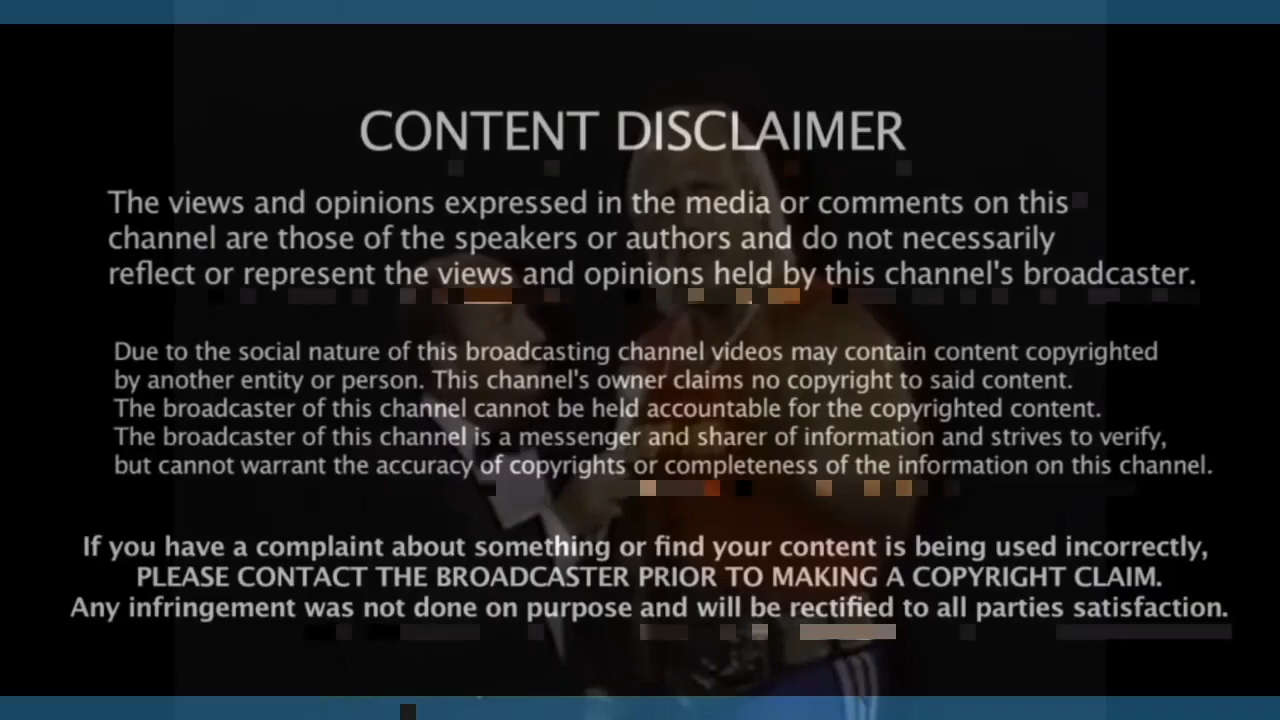 CONTENT DISCLAIMER
The views and opinions expressed in the media or comments on this
channel are those of the speakers or authors and do not necessarily
reflect or represent the views and opinions held by this channel's broadcaster.
Due to the social nature of this broadcasting channel videos may contain content copyrighted
by another entity or person. This channel's owner claims no copyright to said content.
The broadcaster of this channel cannot be held accountable for the copyrighted content.
The broadcaster of this channel is a messenger and sharer of information and strives to verify,
but cannot warrant the accuracy of copyrights or completeness of the information on this channel.
If you have a complaint about something or find your content is being used incorrectly,
PLEASE CONTACT THE BROADCASTER PRIOR TO MAKING A COPYRIGHT CLAIM.
Any infringement was not done on purpose and will be rectified to all parties satisfaction.